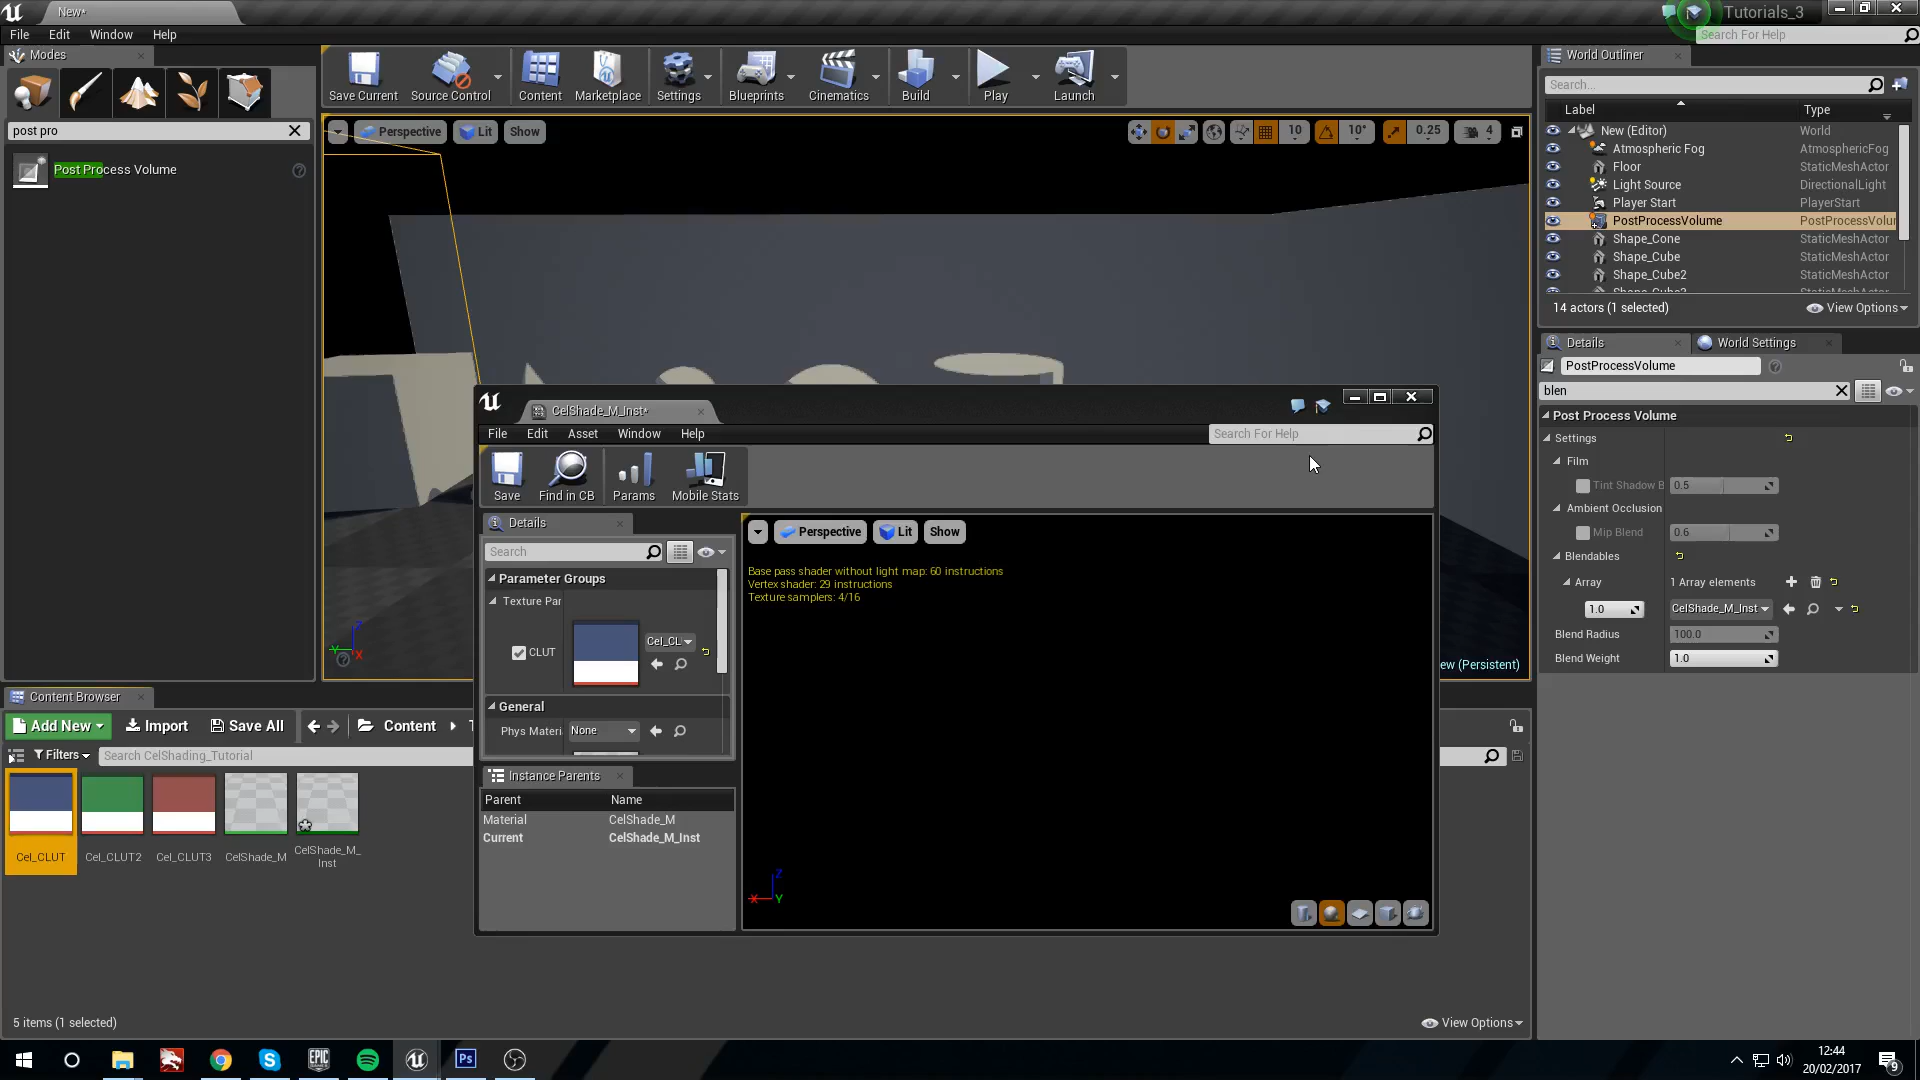 New*
Tutorials_3
File Edit Window Help
Search For Help
Modes
Save Current Source Control Content Marketplace Settings Blueprints Cinematics Build Play Launch
post pro
Post Process Volume
Perspective Lit Show
10 10° 0.25 4
World Outliner
Search...
Label Type
New (Editor) World
Atmospheric Fog AtmosphericFog
Floor StaticMeshActor
Light Source DirectionalLight
Player Start PlayerStart
PostProcessVolume PostProcessVolur
Shape_Cone StaticMeshActor
Shape_Cube StaticMeshActor
Shape_Cube2 StaticMeshActor
14 actors (1 selected) View Options
Details World Settings
PostProcessVolume
blen
Post Process Volume
Settings
Film
Tint Shadow B 0.5
Ambient Occlusion
Mip Blend 0.6
Blendables
Array 1 Array elements
1.0 CelShade_M_Inst
Blend Radius 100.0
Blend Weight 1.0
ew (Persistent)
CelShade_M_Inst*
File Edit Asset Window Help
Search For Help
Save Find in CB Params Mobile Stats
Details
Search
Parameter Groups
Texture Par
CLUT Cel_CL
General
Phys Materi None
Instance Parents
Parent Name
Material CelShade_M
Current CelShade_M_Inst
Perspective Lit Show
Base pass shader without light map: 60 instructions
Vertex shader: 29 instructions
Texture samplers: 4/16
Z
X Y
Content Browser
Add New Import Save All Content
Filters Search CelShading_Tutorial
Cel_CLUT Cel_CLUT2 Cel_CLUT3 CelShade_M CelShade_M_
Inst
5 items (1 selected)
View Options
EPIC
Ps
12:44
20/02/2017
9